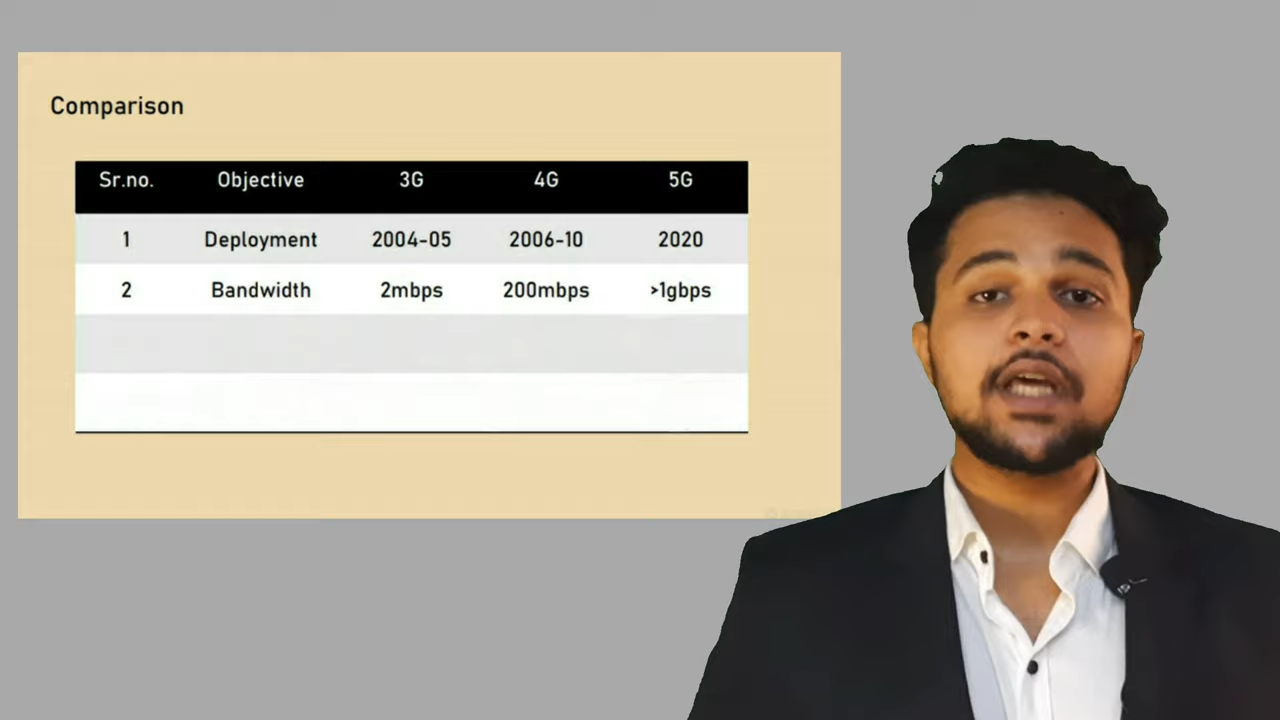 Comparison
Sr.no. Objective 3G 4G 5G
1 Deployment 2004-05 2006-10 2020
2 Bandwidth 2mbps 200mbps >1gbps